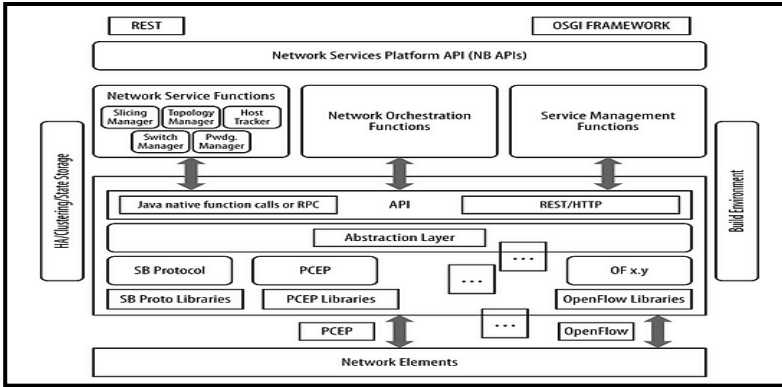 REST
OSGI FRAMEWORK
Network Services Platform API (NB APIs)
Network Service Functions
Slicing Manager
Topology Manager
Host Tracker
Switch Manager
Pwdg. Manager
Network Orchestration Functions
Service Management Functions
HA/Clustering/State Storage
Build Environment
Java native function calls or RPC
API
REST/HTTP
Abstraction Layer
...
SB Protocol
PCEP
...
OF x.y
SB Proto Libraries
PCEP Libraries
OpenFlow Libraries
PCEP
...
OpenFlow
Network Elements